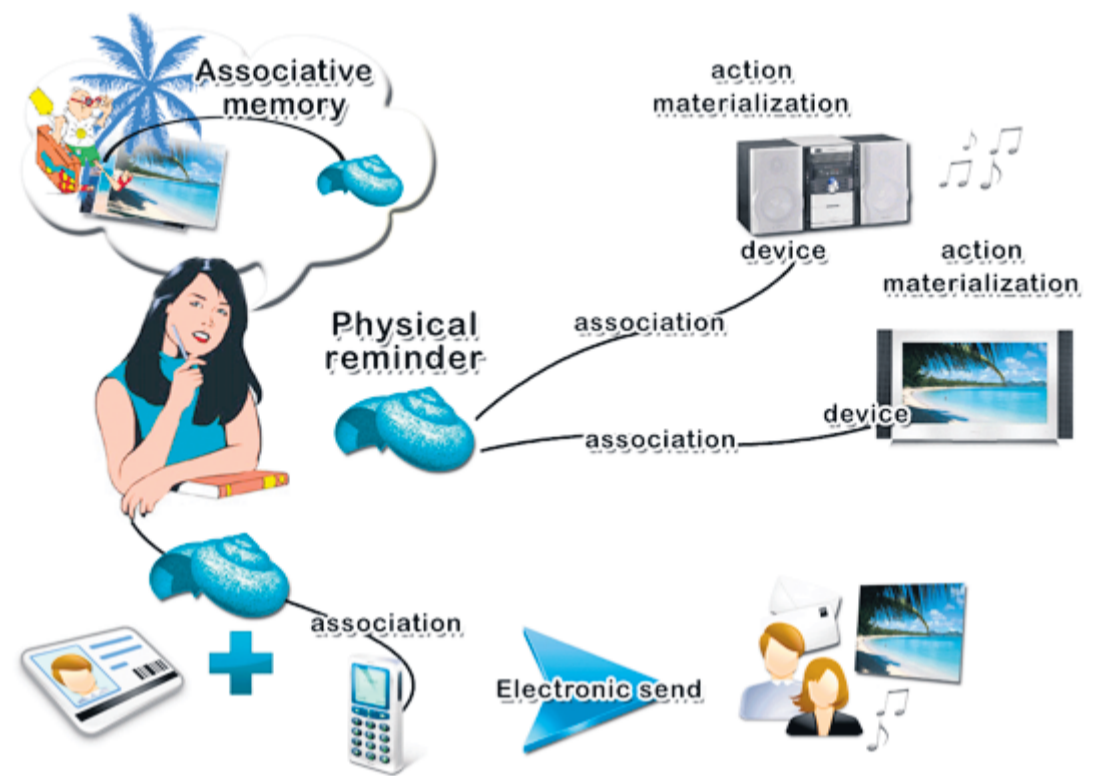 Associative
memory
action
materialization
device
action
materialization
association
Physical
reminder
device
association
association
Electronic send